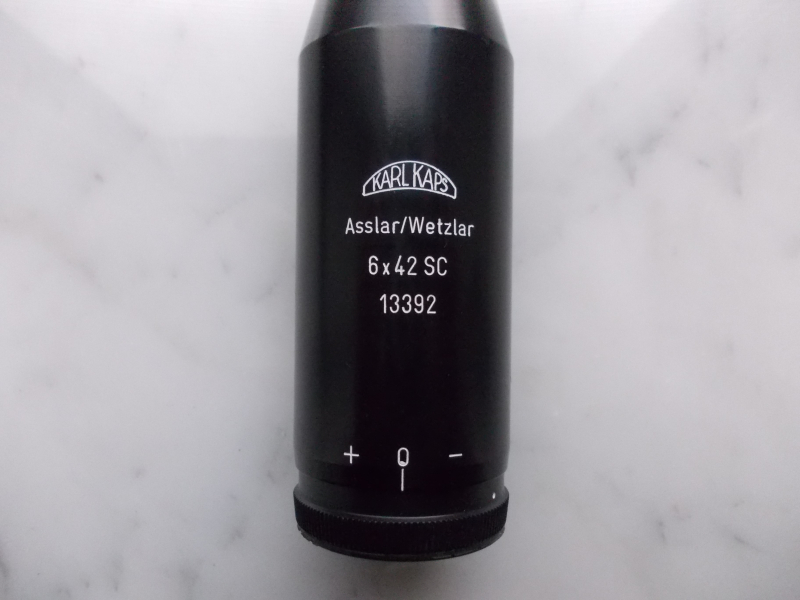 KARL KAPS
Asslar/Wetzlar
6x42 SC
13392
+ 0 -